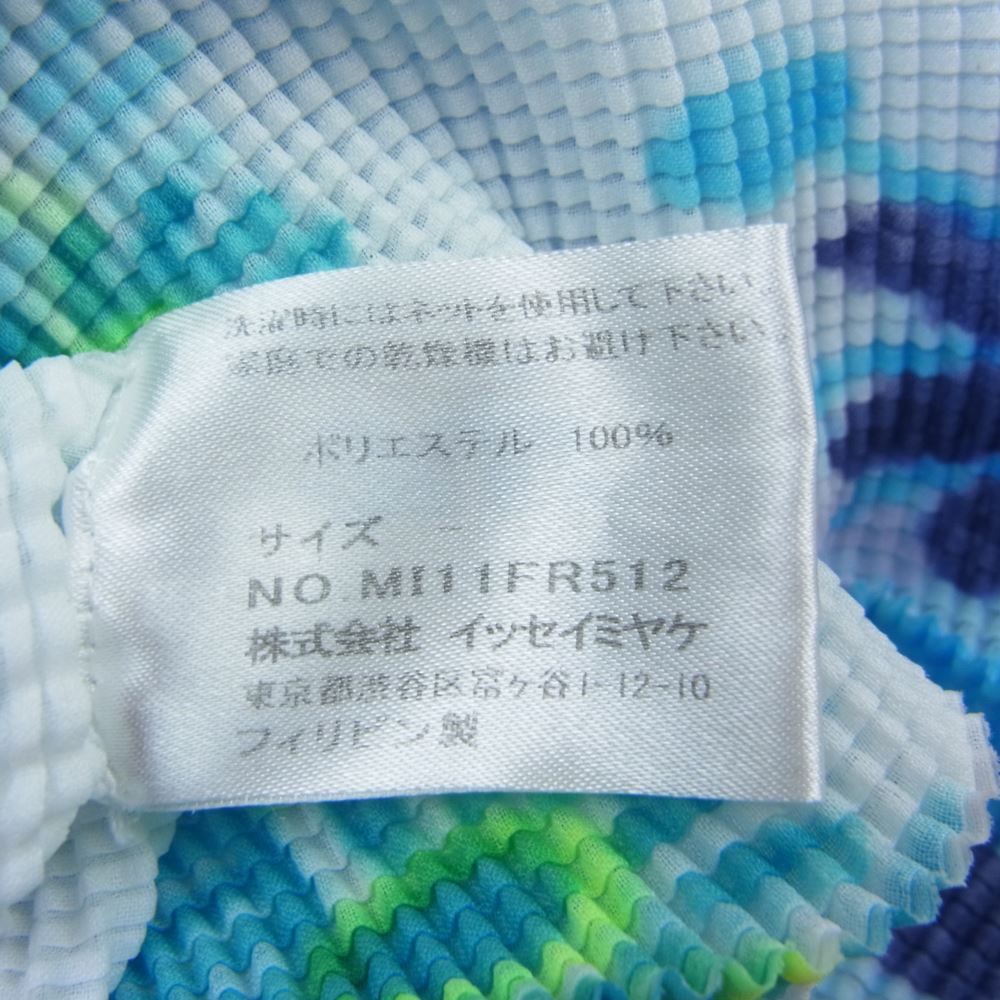 洗濯時にはネットを使用して下さい。
家庭での乾燥機はお避け下さい
ポリエステル 100%
サイズ -
NO MI11FR512
株式会社 イッセイミヤケ
東京都渋谷区富ヶ谷1-12-10
フィリピン製